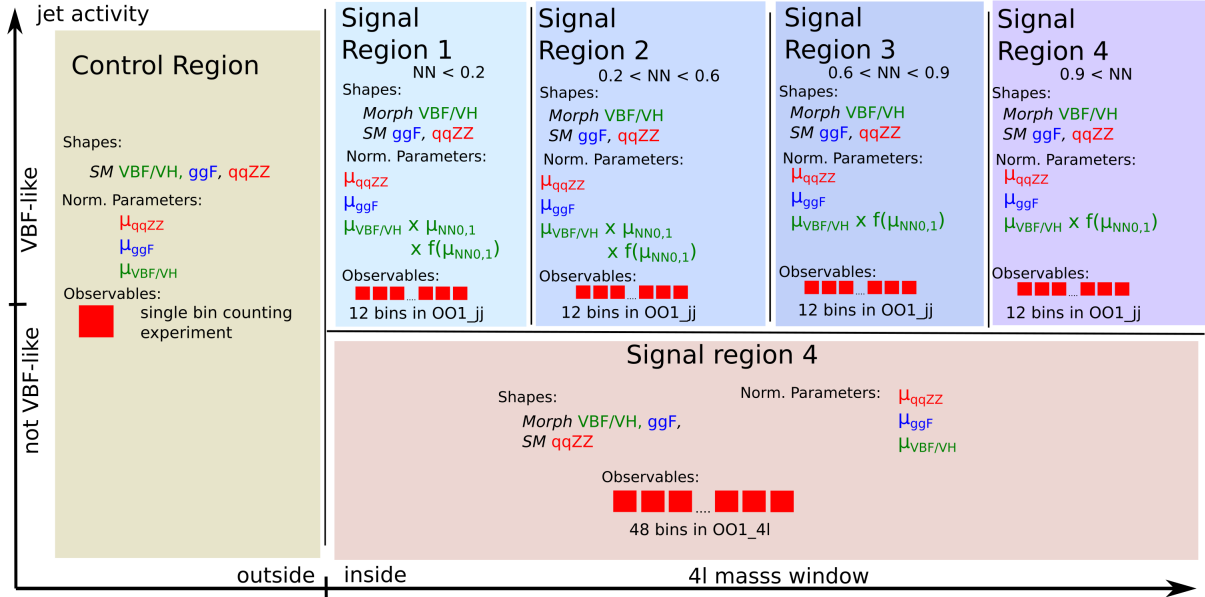 jet activity
Control Region
Shapes:
SM VBF/VH, ggF, qqZZ
Norm. Parameters:
μqqZZ
μggF
μVBF/VH
Observables:
single bin counting
experiment
VBF-like
not VBF-like
Signal
Region 1
NN < 0.2
Shapes:
Morph VBF/VH
SM ggF, qqZZ
Norm. Parameters:
μqqZZ
μggF
μVBF/VH x μNN0,1
x f(μNN0,1)
Observables:
....
12 bins in OO1_jj
Signal
Region 2
0.2 < NN < 0.6
Shapes:
Morph VBF/VH
SM ggF, qqZZ
Norm. Parameters:
μqqZZ
μggF
μVBF/VH x μNN0,1
x f(μNN0,1)
Observables:
....
12 bins in OO1_jj
Signal
Region 3
0.6 < NN < 0.9
Shapes:
Morph VBF/VH
SM ggF, qqZZ
Norm. Parameters:
μqqZZ
μggF
μVBF/VH x f(μNN0,1)
Observables:
....
12 bins in OO1_jj
Signal
Region 4
0.9 < NN
Shapes:
Morph VBF/VH
SM ggF, qqZZ
Norm. Parameters:
μqqZZ
μggF
μVBF/VH x f(μNN0,1)
Observables:
....
12 bins in OO1_jj
Signal region 4
Shapes:
Morph VBF/VH, ggF,
SM qqZZ
Norm. Parameters:
μqqZZ
μggF
μVBF/VH
Observables:
....
48 bins in OO1_4l
outside
inside
4l masss window